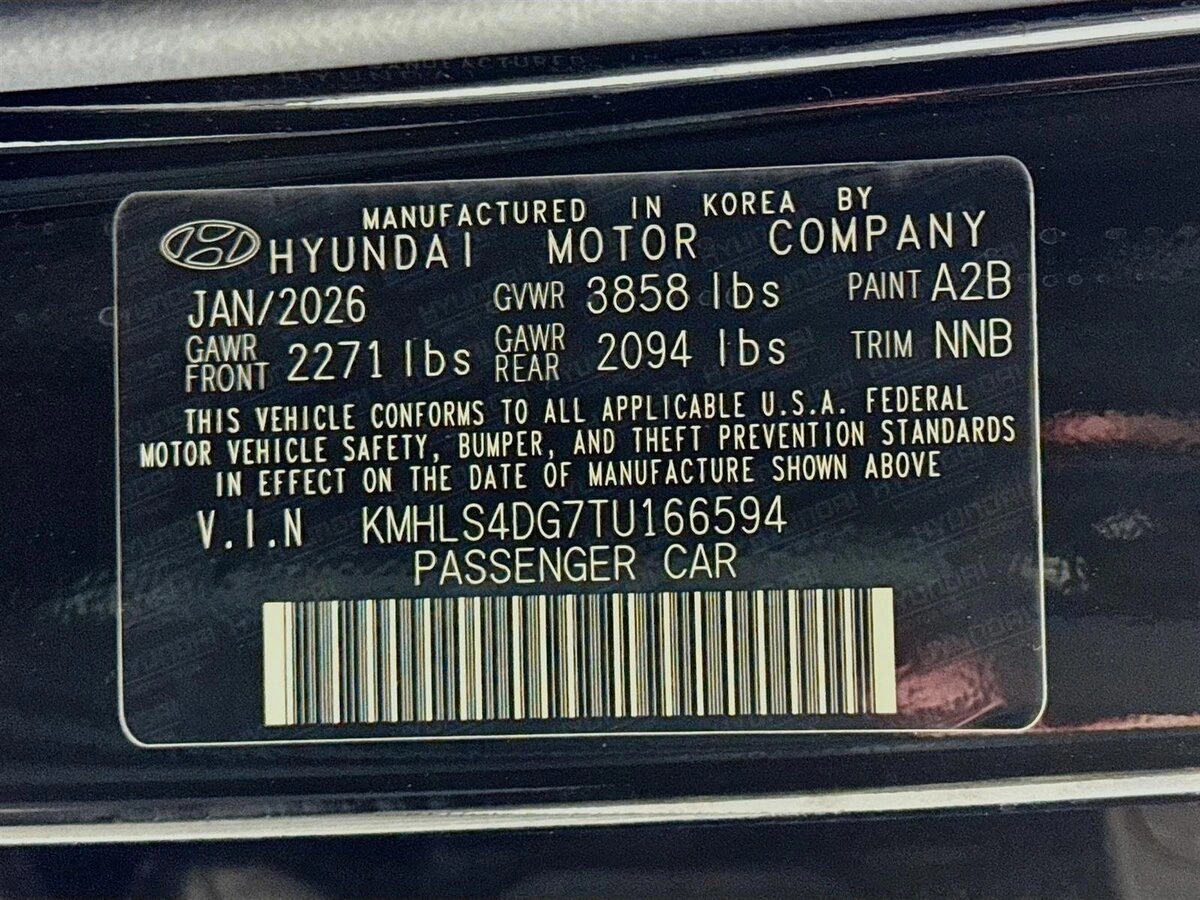 MANUFACTURED IN KOREA BY
HYUNDAI MOTOR COMPANY
JAN/2026 GVWR 3858 lbs PAINT A2B
GAWR FRONT 2271 lbs GAWR REAR 2094 lbs TRIM NNB
THIS VEHICLE CONFORMS TO ALL APPLICABLE U.S.A. FEDERAL
MOTOR VEHICLE SAFETY, BUMPER, AND THEFT PREVENTION STANDARDS
IN EFFECT ON THE DATE OF MANUFACTURE SHOWN ABOVE
V.I.N KMHLS4DG7TU166594
PASSENGER CAR